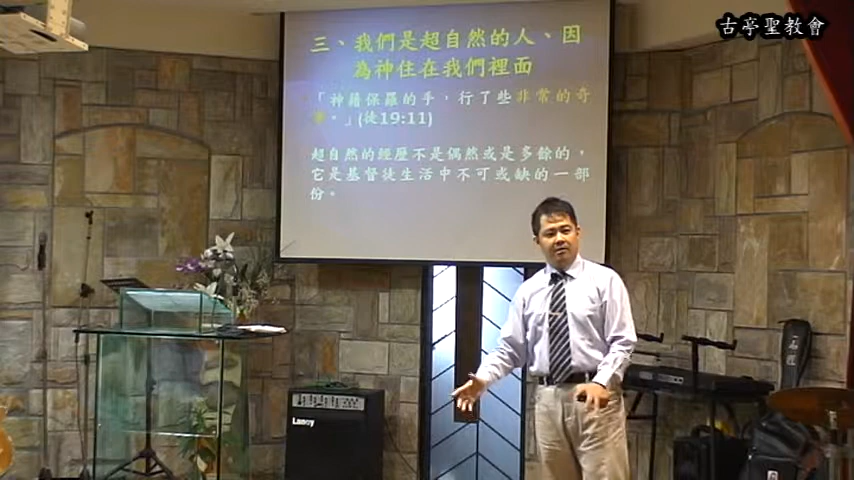 古亭聖教會
三、我們是超自然的人、因
為神住在我們裡面
「神藉保羅的手，行了些非常的奇
事。」(徒19:11)
超自然的經歷不是偶然或是多餘的，
它是基督徒生活中不可或缺的一部
份。
Laney